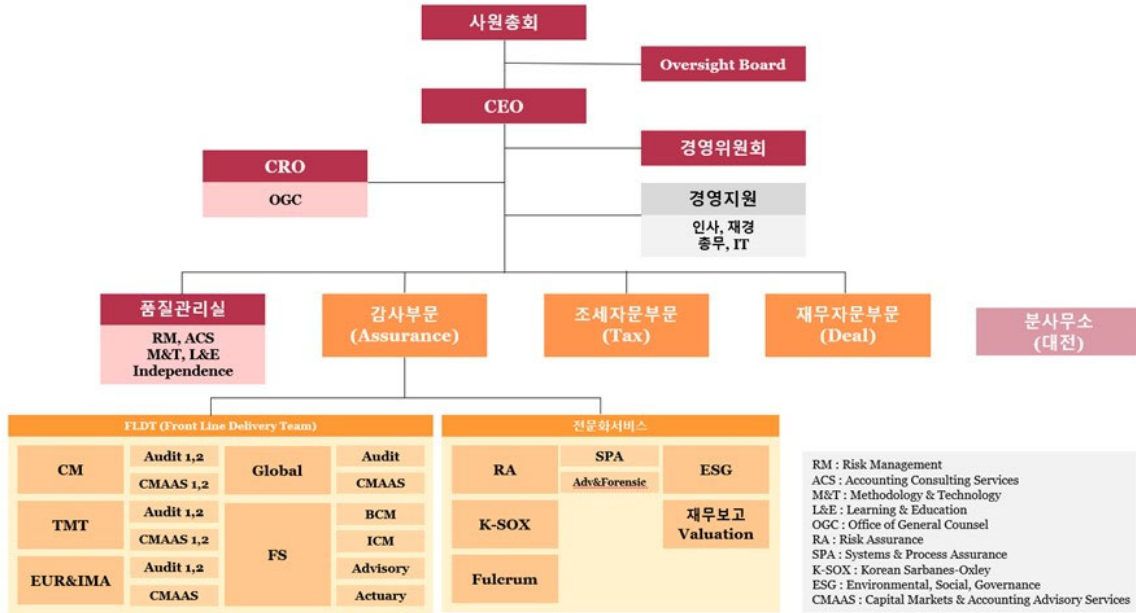 사원총회
Oversight Board
CEO
경영위원회
CRO
OGC
경영지원
인사, 재경
총무, IT
품질관리실
RM, ACS
M&T, L&E
Independence
감사부문
(Assurance)
조세자문부문
(Tax)
재무자문부문
(Deal)
분사무소
(대전)
FLDT (Front Line Delivery Team)
CM
Audit 1,2
CMAAS 1,2
TMT
Audit 1,2
CMAAS 1,2
EUR&IMA
Audit 1,2
CMAAS
Global
Audit
CMAAS
FS
BCM
ICM
Advisory
Actuary
전문화서비스
RA
SPA
Adv&Forensic
ESG
K-SOX
재무보고
Valuation
Fulcrum
RM : Risk Management
ACS : Accounting Consulting Services
M&T : Methodology & Technology
L&E : Learning & Education
OGC : Office of General Counsel
RA : Risk Assurance
SPA : Systems & Process Assurance
K-SOX : Korean Sarbanes-Oxley
ESG : Environmental, Social, Governance
CMAAS : Capital Markets & Accounting Advisory Services